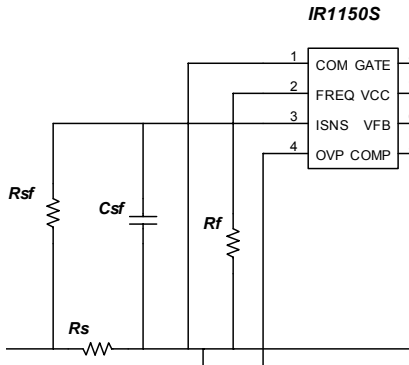 IR1150S
1 COM GATE
2 FREQ VCC
3 ISNS VFB
4 OVP COMP
Rsf
Csf
Rf
Rs